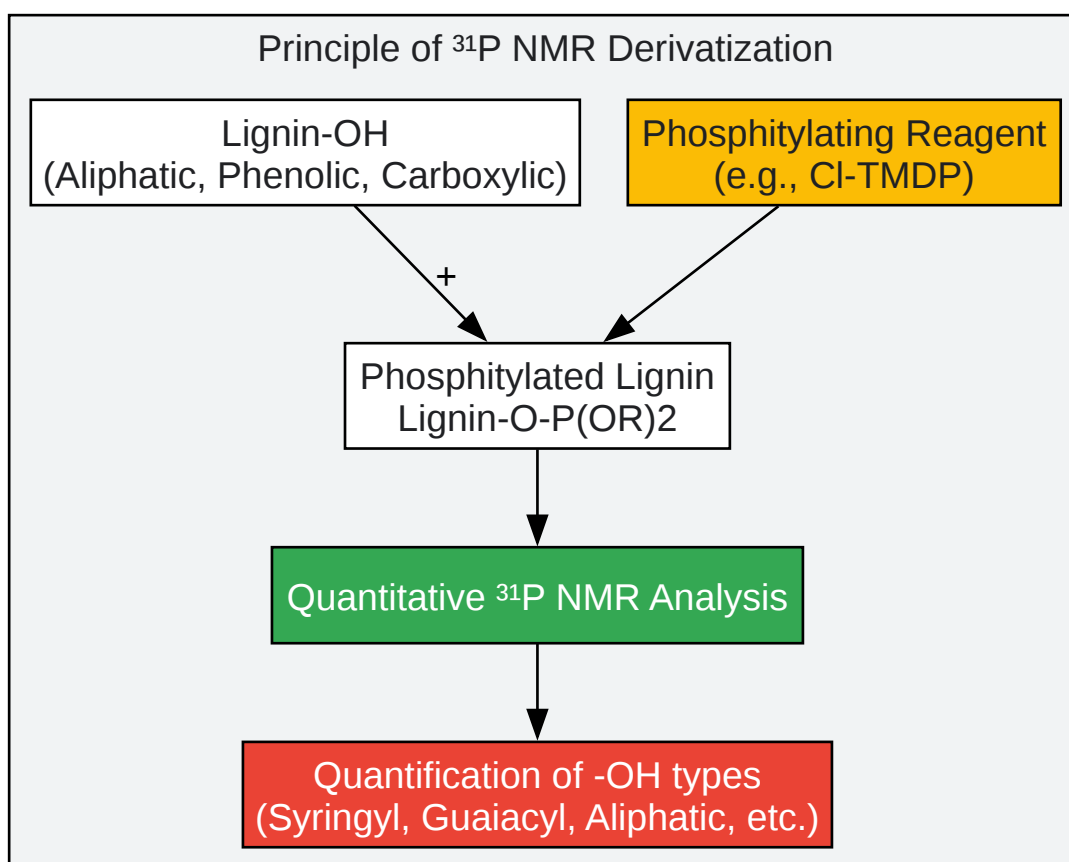 Principle of ³¹P NMR Derivatization
Lignin-OH
(Aliphatic, Phenolic, Carboxylic)
Phosphitylating Reagent
(e.g., Cl-TMDP)
+
Phosphitylated Lignin
Lignin-O-P(OR)2
Quantitative ³¹P NMR Analysis
Quantification of -OH types
(Syringyl, Guaiacyl, Aliphatic, etc.)